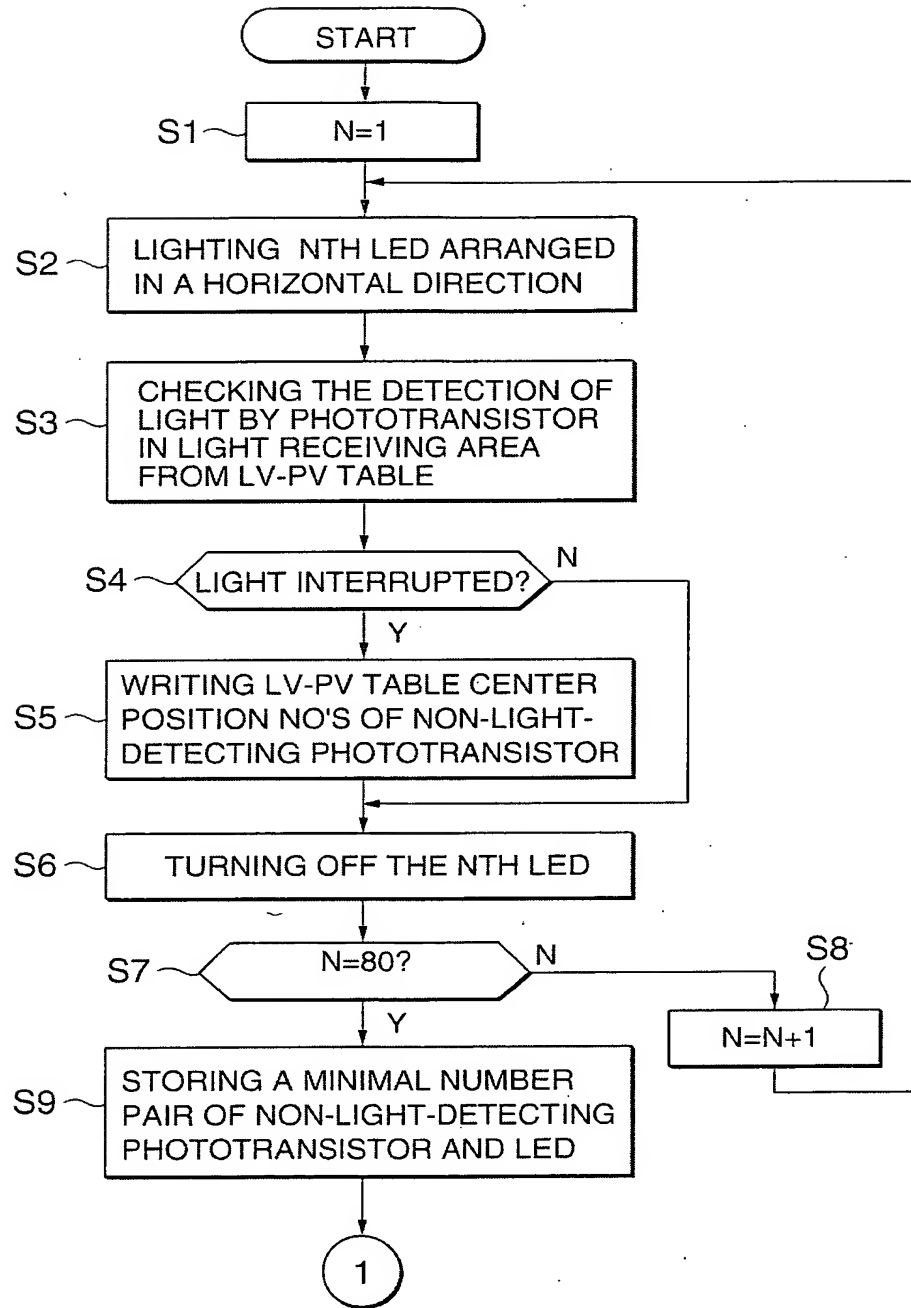 START
S1
N=1
S2
LIGHTING NTH LED ARRANGED
IN A HORIZONTAL DIRECTION
S3
CHECKING THE DETECTION OF
LIGHT BY PHOTOTRANSISTOR
IN LIGHT RECEIVING AREA
FROM LV-PV TABLE
S4
LIGHT INTERRUPTED?
N
Y
S5
WRITING LV-PV TABLE CENTER
POSITION NO'S OF NON-LIGHT-
DETECTING PHOTOTRANSISTOR
S6
TURNING OFF THE NTH LED
S7
N=80?
N
S8
Y
N=N+1
S9
STORING A MINIMAL NUMBER
PAIR OF NON-LIGHT-DETECTING
PHOTOTRANSISTOR AND LED
1